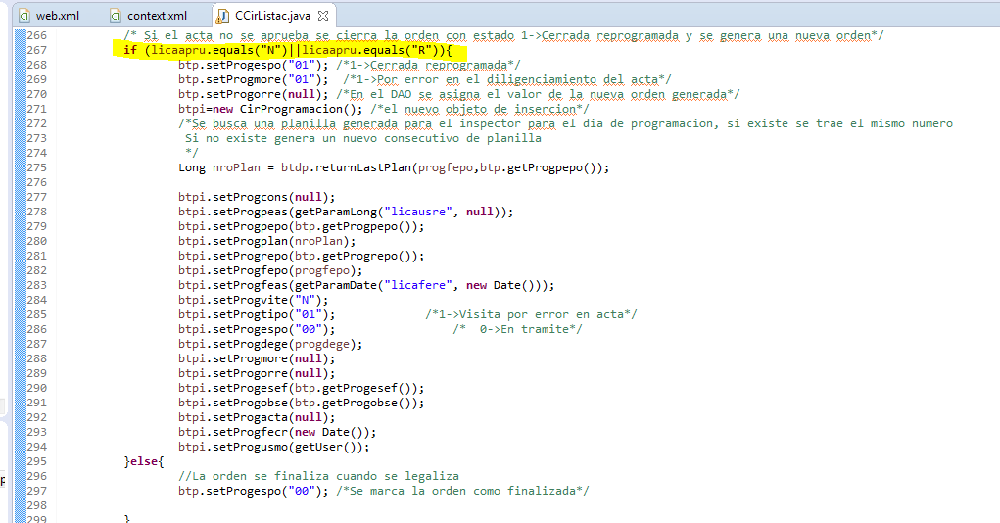 web.xml context.xml CCirListac.java
266 /* Si el acta no se aprueba se cierra la orden con estado 1->Cerrada reprogramada y se genera una nueva orden*/
267 if (licaapru.equals("N")||licaapru.equals("R")){
268 btp.setProgespo("01"); /*1->Cerrada reprogramada*/
269 btp.setProgmore("01"); /*1->Por error en el diligenciamiento del acta*/
270 btp.setProgorre(null); /*En el DAO se asigna el valor de la nueva orden generada*/
271 btpi=new CirProgramacion(); /*el nuevo objeto de insercion*/
272 /*Se busca una planilla generada para el inspector para el dia de programacion, si existe se trae el mismo numero
273 Si no existe genera un nuevo consecutivo de planilla
274 */
275 Long nroPlan = btdp.returnLastPlan(progfepo,btp.getProgpepo());
276
277 btpi.setProgcons(null);
278 btpi.setProgpeas(getParamLong("licausre", null));
279 btpi.setProgpepo(btp.getProgpepo());
280 btpi.setProgplan(nroPlan);
281 btpi.setProgrepo(btp.getProgrepo());
282 btpi.setProgfepo(progfepo);
283 btpi.setProgfeas(getParamDate("licafere", new Date()));
284 btpi.setProgvite("N");
285 btpi.setProgtipo("01"); /*1->Visita por error en acta*/
286 btpi.setProgespo("00"); /* 0->En tramite*/
287 btpi.setProgdege(progdege);
288 btpi.setProgmore(null);
289 btpi.setProgorre(null);
290 btpi.setProgesef(btp.getProgesef());
291 btpi.setProgobse(btp.getProgobse());
292 btpi.setProgacta(null);
293 btpi.setProgfecr(new Date());
294 btpi.setProgusmo(getUser());
295 }else{
296 //La orden se finaliza cuando se legaliza
297 btp.setProgespo("00"); /*Se marca la orden como finalizada*/
298
299 }